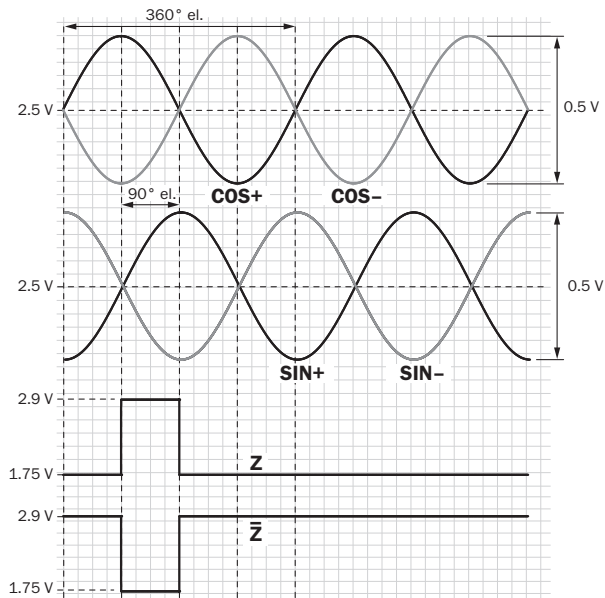 360° el.
2.5 V
0.5 V
COS+ COS–
90° el.
2.5 V
0.5 V
SIN+ SIN–
2.9 V
Z
1.75 V
2.9 V
Z̅
1.75 V